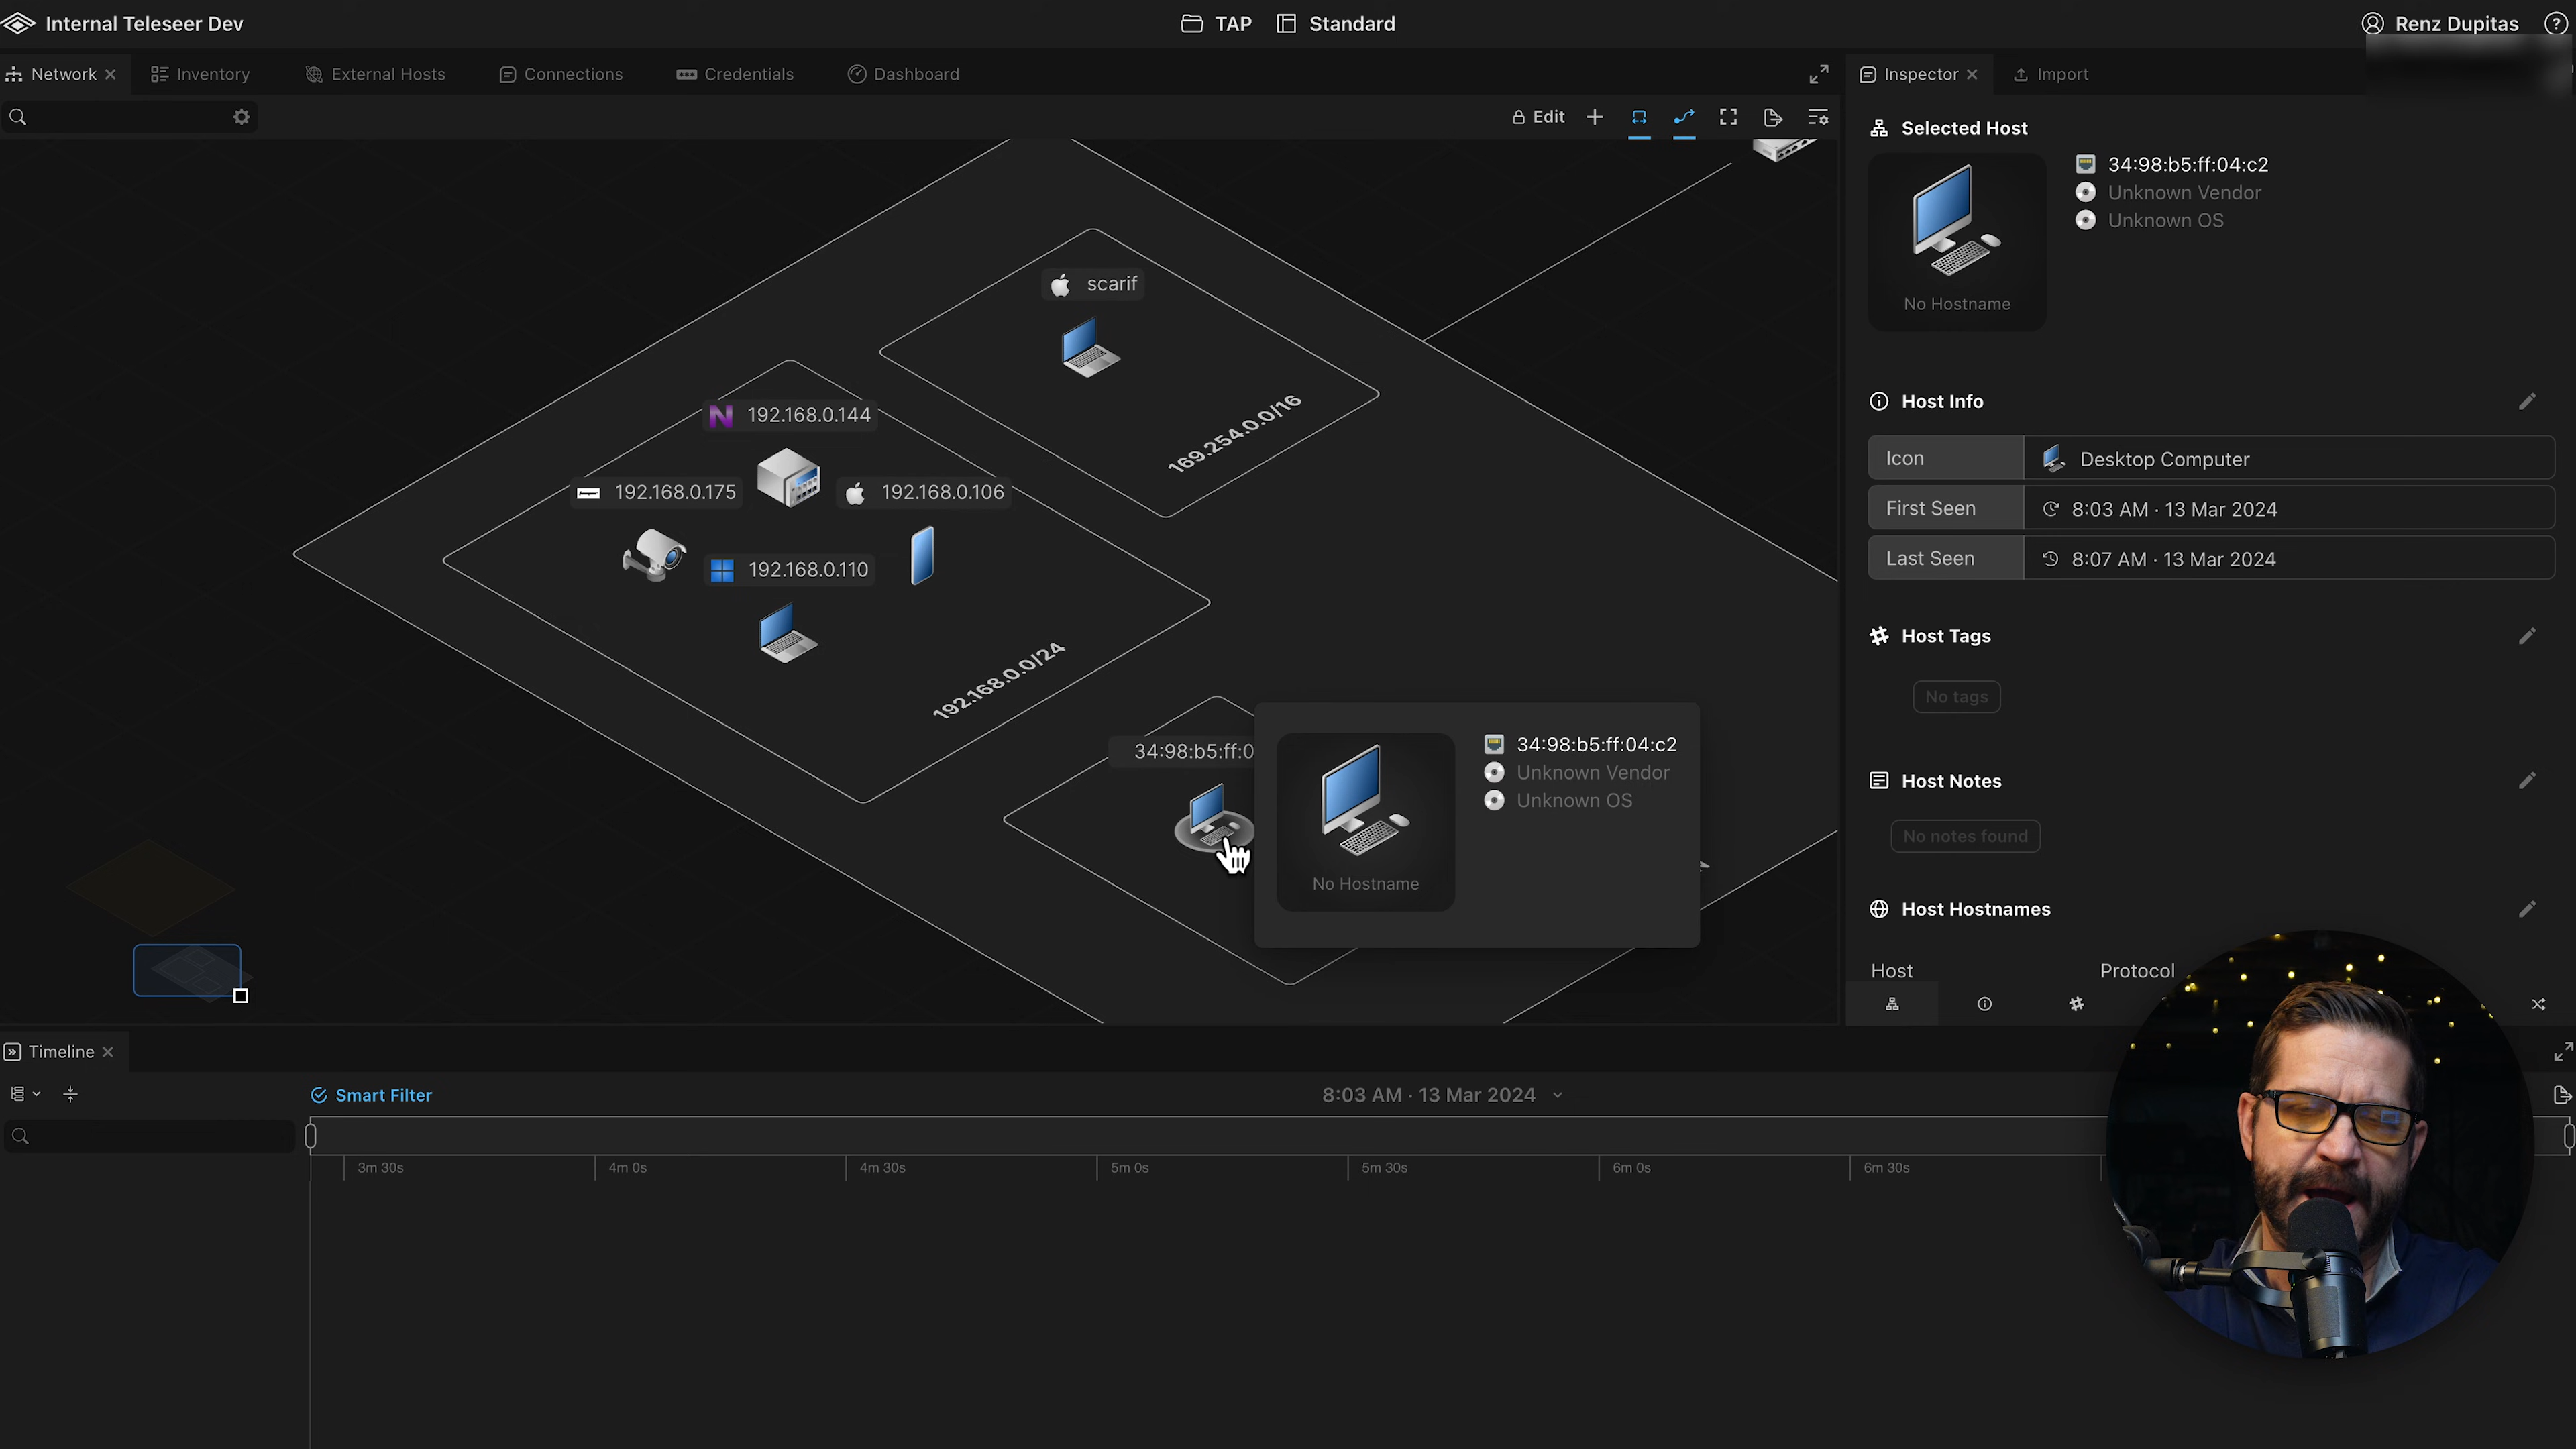 Internal Teleseer Dev
TAP
Standard
Renz Dupitas
?
Network
Inventory
External Hosts
Connections
Credentials
Dashboard
Inspector
Import
Edit
Selected Host
34:98:b5:ff:04:c2
Unknown Vendor
Unknown OS
No Hostname
scarif
169.254.0.0/16
N
192.168.0.144
192.168.0.175
192.168.0.106
192.168.0.110
192.168.0.0/24
34:98:b5:ff:0
34:98:b5:ff:04:c2
Unknown Vendor
Unknown OS
No Hostname
Host Info
Icon
Desktop Computer
First Seen
8:03 AM · 13 Mar 2024
Last Seen
8:07 AM · 13 Mar 2024
Host Tags
No tags
Host Notes
No notes found
Host Hostnames
Host
Protocol
Timeline
Smart Filter
8:03 AM · 13 Mar 2024
3m 30s
4m 0s
4m 30s
5m 0s
5m 30s
6m 0s
6m 30s